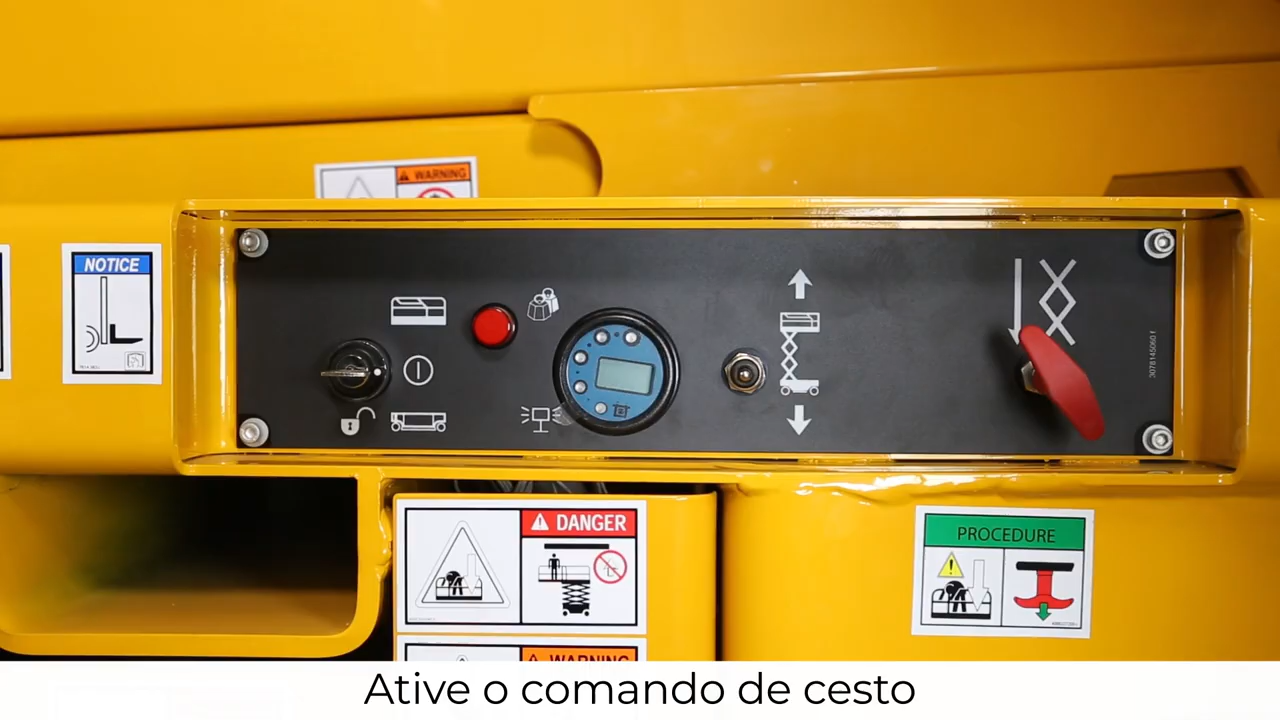 WARNING
NOTICE
DANGER
PROCEDURE
WARNING
Ative o comando de cesto